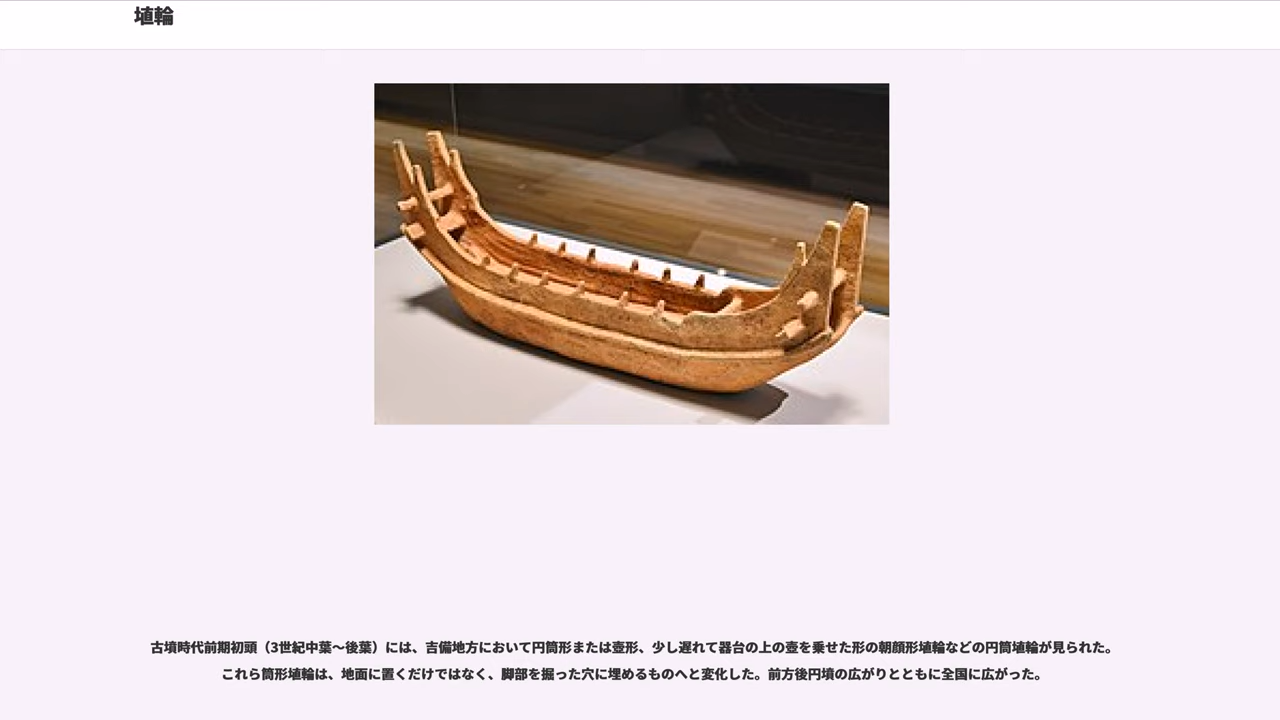 埴輪
古墳時代前期初頭（3世紀中葉〜後葉）には、吉備地方において円筒形または壺形、少し遅れて器台の上の壺を乗せた形の朝顔形埴輪などの円筒埴輪が見られた。
これら筒形埴輪は、地面に置くだけではなく、脚部を掘った穴に埋めるものへと変化した。前方後円墳の広がりとともに全国に広がった。